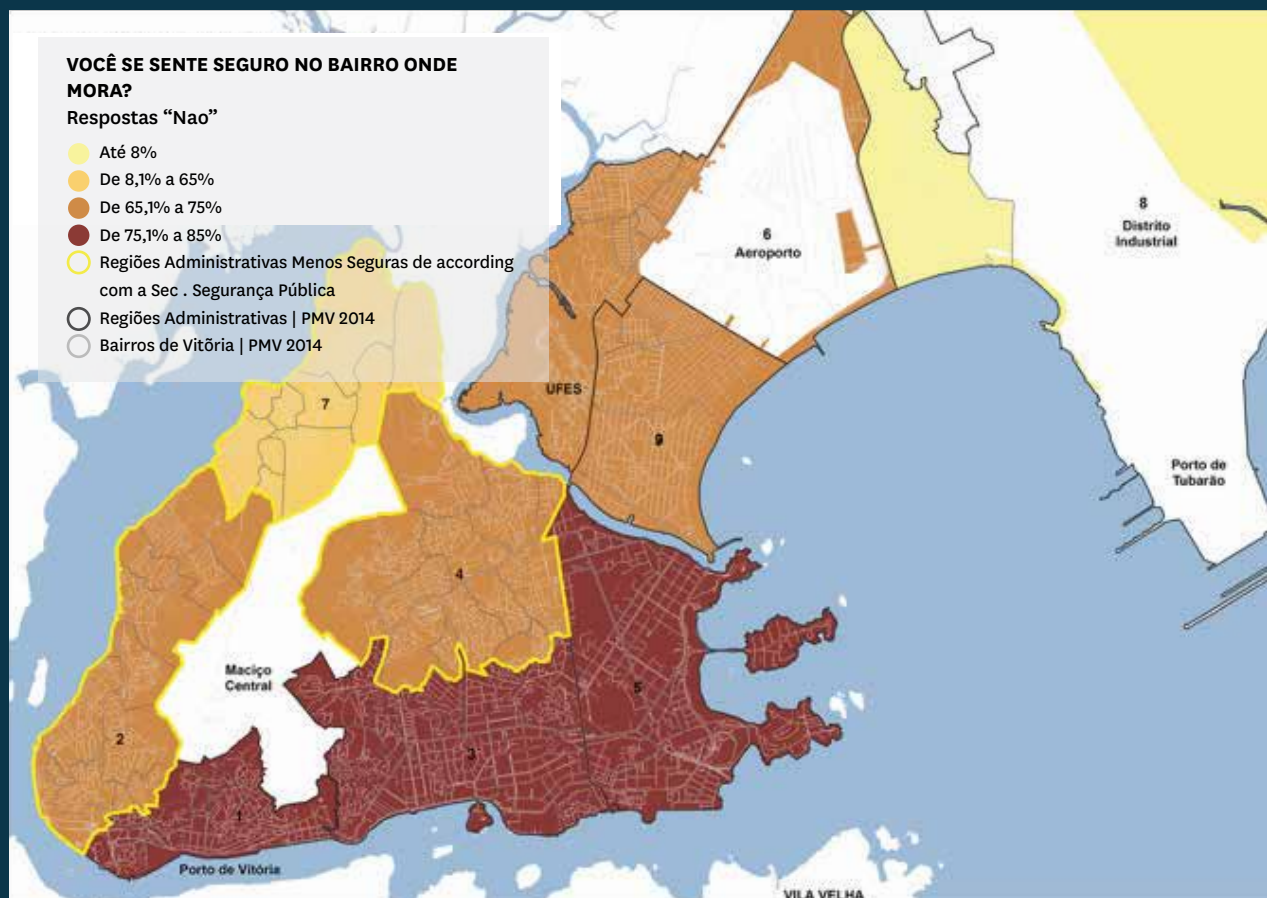 VOCÊ SE SENTE SEGURO NO BAIRRO ONDE
MORA?
Respostas “Nao”
Até 8%
De 8,1% a 65%
De 65,1% a 75%
De 75,1% a 85%
Regiões Administrativas Menos Seguras de according
com a Sec . Segurança Pública
Regiões Administrativas | PMV 2014
Bairros de Vitõria | PMV 2014
6
Aeroporto
8
Distrito
Industrial
7
UFES
9
Porto de
Tubarão
4
Maciço
Central
5
2
3
1
Porto de Vitória
VILA VELHA